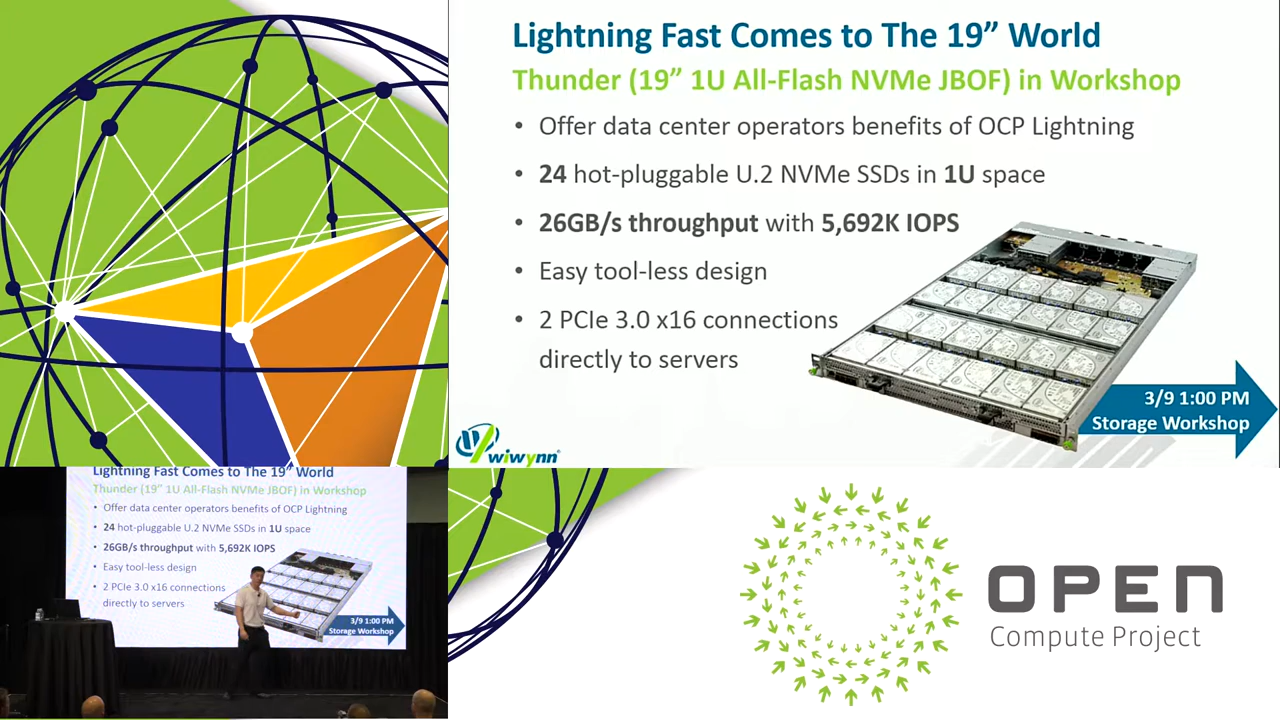 Lightning Fast Comes to The 19” World
Thunder (19” 1U All-Flash NVMe JBOF) in Workshop
• Offer data center operators benefits of OCP Lightning
• 24 hot-pluggable U.2 NVMe SSDs in 1U space
• 26GB/s throughput with 5,692K IOPS
• Easy tool-less design
• 2 PCIe 3.0 x16 connections
directly to servers
3/9 1:00 PM
Storage Workshop
wiwynn
Lightning Fast Comes to The 19” World
Thunder (19” 1U All-Flash NVMe JBOF) in Workshop
• Offer data center operators benefits of OCP Lightning
• 24 hot-pluggable U.2 NVMe SSDs in 1U space
• 26GB/s throughput with 5,692K IOPS
• Easy tool-less design
• 2 PCIe 3.0 x16 connections
directly to servers
3/9 1:00 PM
Storage Workshop
OPEN
Compute Project